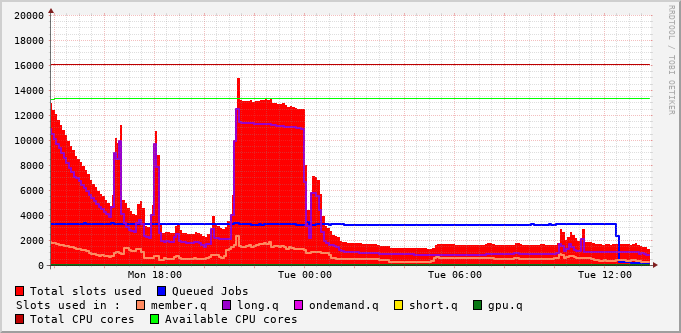 RRDTOOL / TOBI OETIKER
20000
18000
16000
14000
12000
10000
8000
6000
4000
2000
0
Mon 18:00 Tue 00:00 Tue 06:00 Tue 12:00
Total slots used Queued Jobs
Slots used in : member.q long.q ondemand.q short.q gpu.q
Total CPU cores Available CPU cores